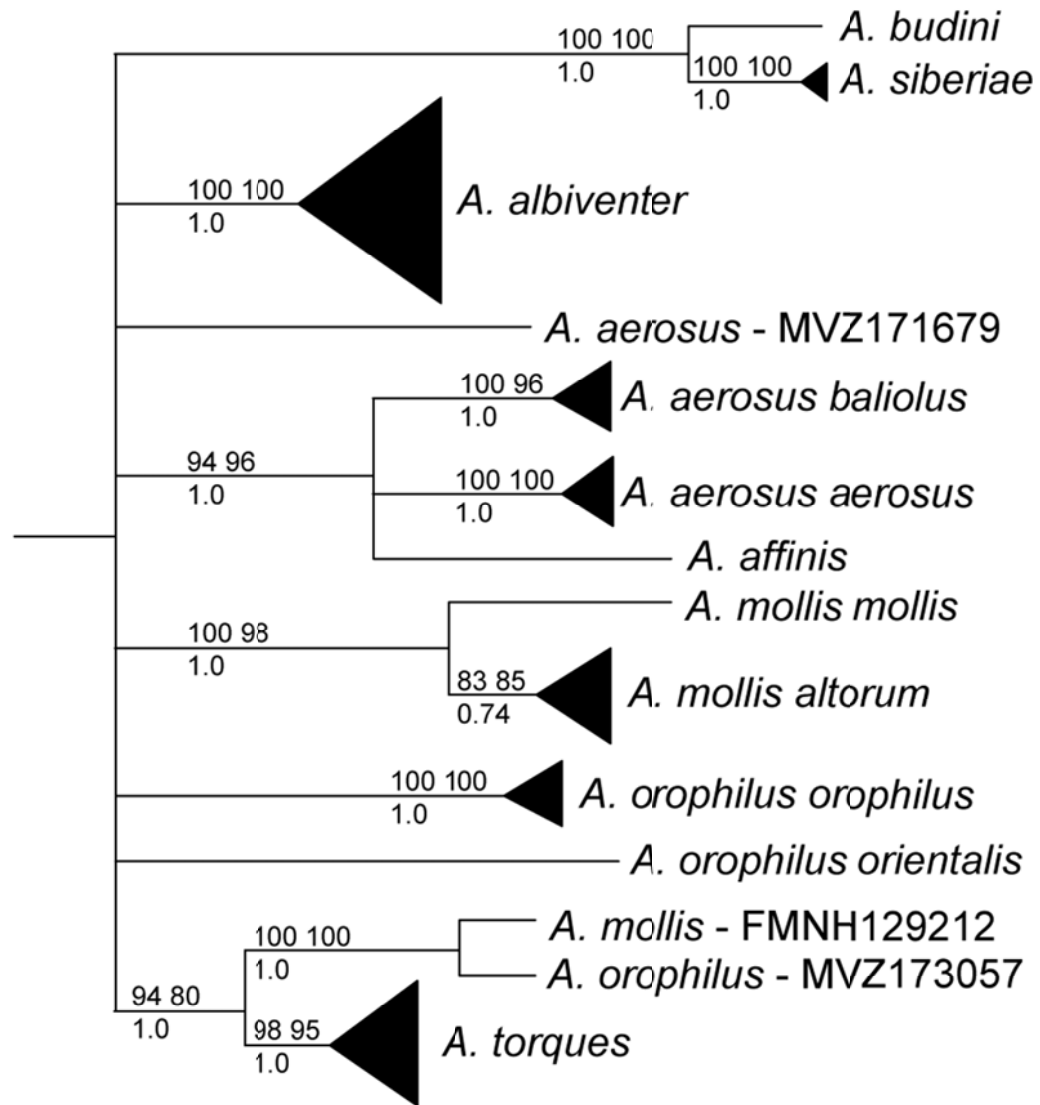 100 100
1.0
A. budini
100 100
1.0
A. siberiae
100 100
1.0
A. albiventer
A. aerosus - MVZ171679
100 96
1.0
A. aerosus baliolus
94 96
1.0
100 100
1.0
A. aerosus aerosus
A. affinis
A. mollis mollis
100 98
1.0
83 85
0.74
A. mollis altorum
100 100
1.0
A. orophilus orophilus
A. orophilus orientalis
100 100
1.0
A. mollis - FMNH129212
A. orophilus - MVZ173057
94 80
1.0
98 95
1.0
A. torques